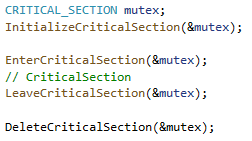 CRITICAL_SECTION mutex;
InitializeCriticalSection(&mutex);
EnterCriticalSection(&mutex);
// CriticalSection
LeaveCriticalSection(&mutex);
DeleteCriticalSection(&mutex);